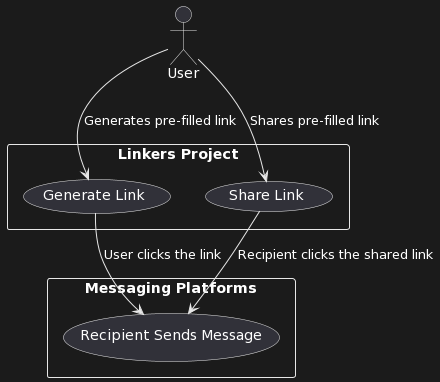 User
Generates pre-filled link
Shares pre-filled link
Linkers Project
Generate Link
Share Link
User clicks the link
Recipient clicks the shared link
Messaging Platforms
Recipient Sends Message